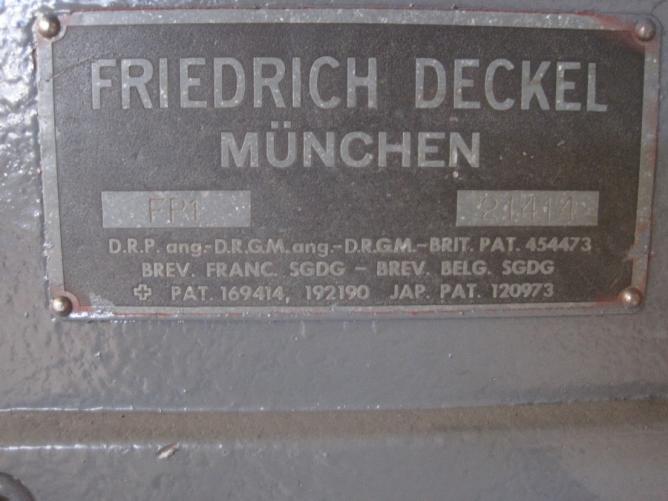 FRIEDRICH DECKEL
MÜNCHEN
FP1 21414
D.R.P. ang.-D.R.G.M. ang.-D.R.G.M.-BRIT. PAT. 454473
BREV. FRANC. SGDG - BREV. BELG. SGDG
PAT. 169414, 192190 JAP. PAT. 120973